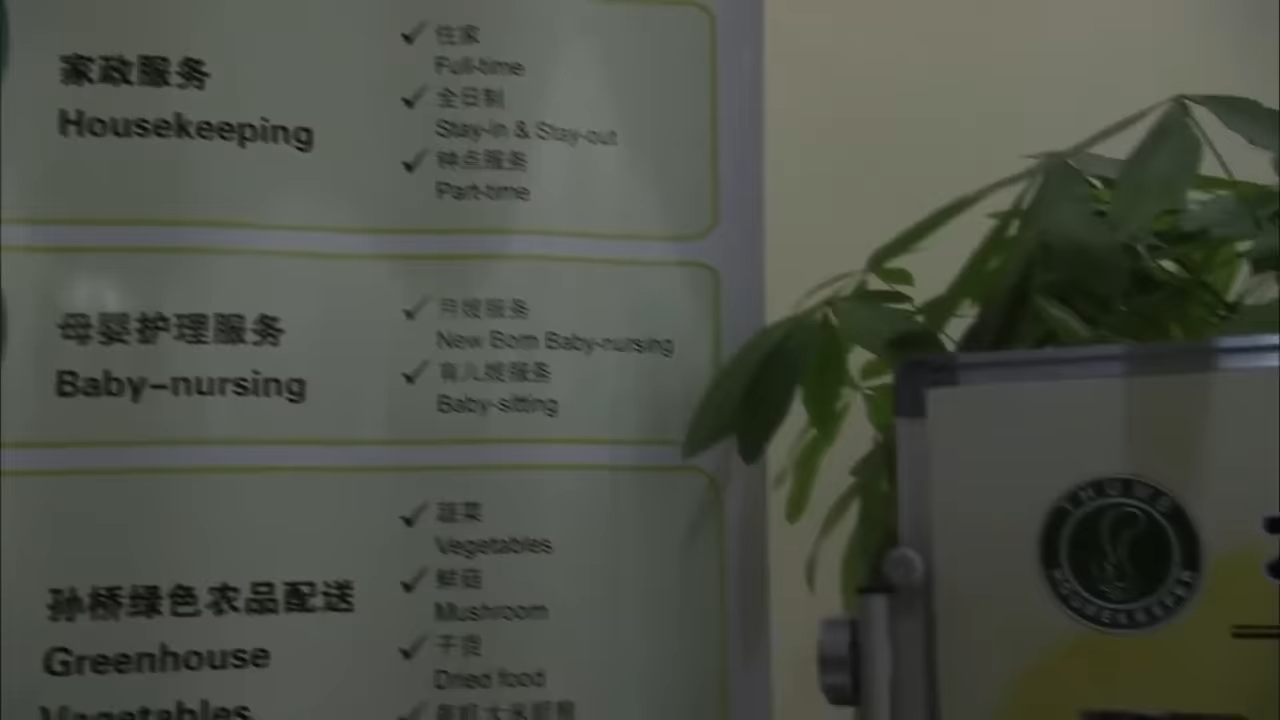 家政服务
Housekeeping
住家
Full-time
全日制
Stay-in & Stay-out
钟点服务
Part-time
母婴护理服务
Baby-nursing
月嫂服务
New Born Baby-nursing
育儿嫂服务
Baby-sitting
孙桥绿色农品配送
Greenhouse
Vegetables
蔬菜
Vegetables
鲜菇
Mushroom
干货
Dried food